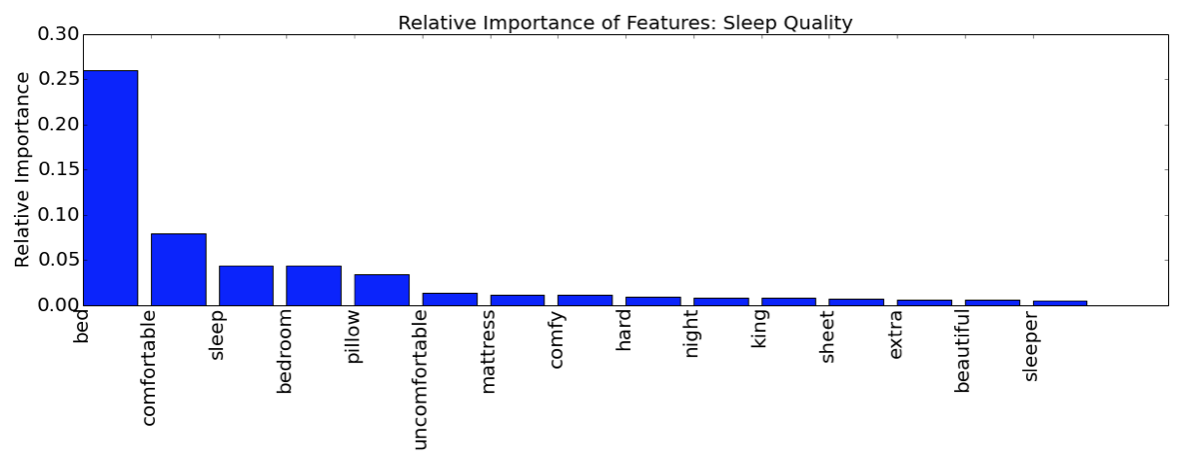 Relative Importance of Features: Sleep Quality
Relative Importance
0.30
0.25
0.20
0.15
0.10
0.05
0.00
bed
comfortable
sleep
bedroom
pillow
uncomfortable
mattress
comfy
hard
night
king
sheet
extra
beautiful
sleeper